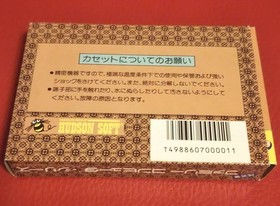 カセットについてのお願い
●精密機器ですので、極端な温度条件下での使用や保管および強い
ショックをさけてください。また、絶対に分解しないでください。
●端子部に手を触れたり、水にぬらしたりして汚さないようにして
ください。故障の原因となります。
HUDSON SOFT
T4988607000011